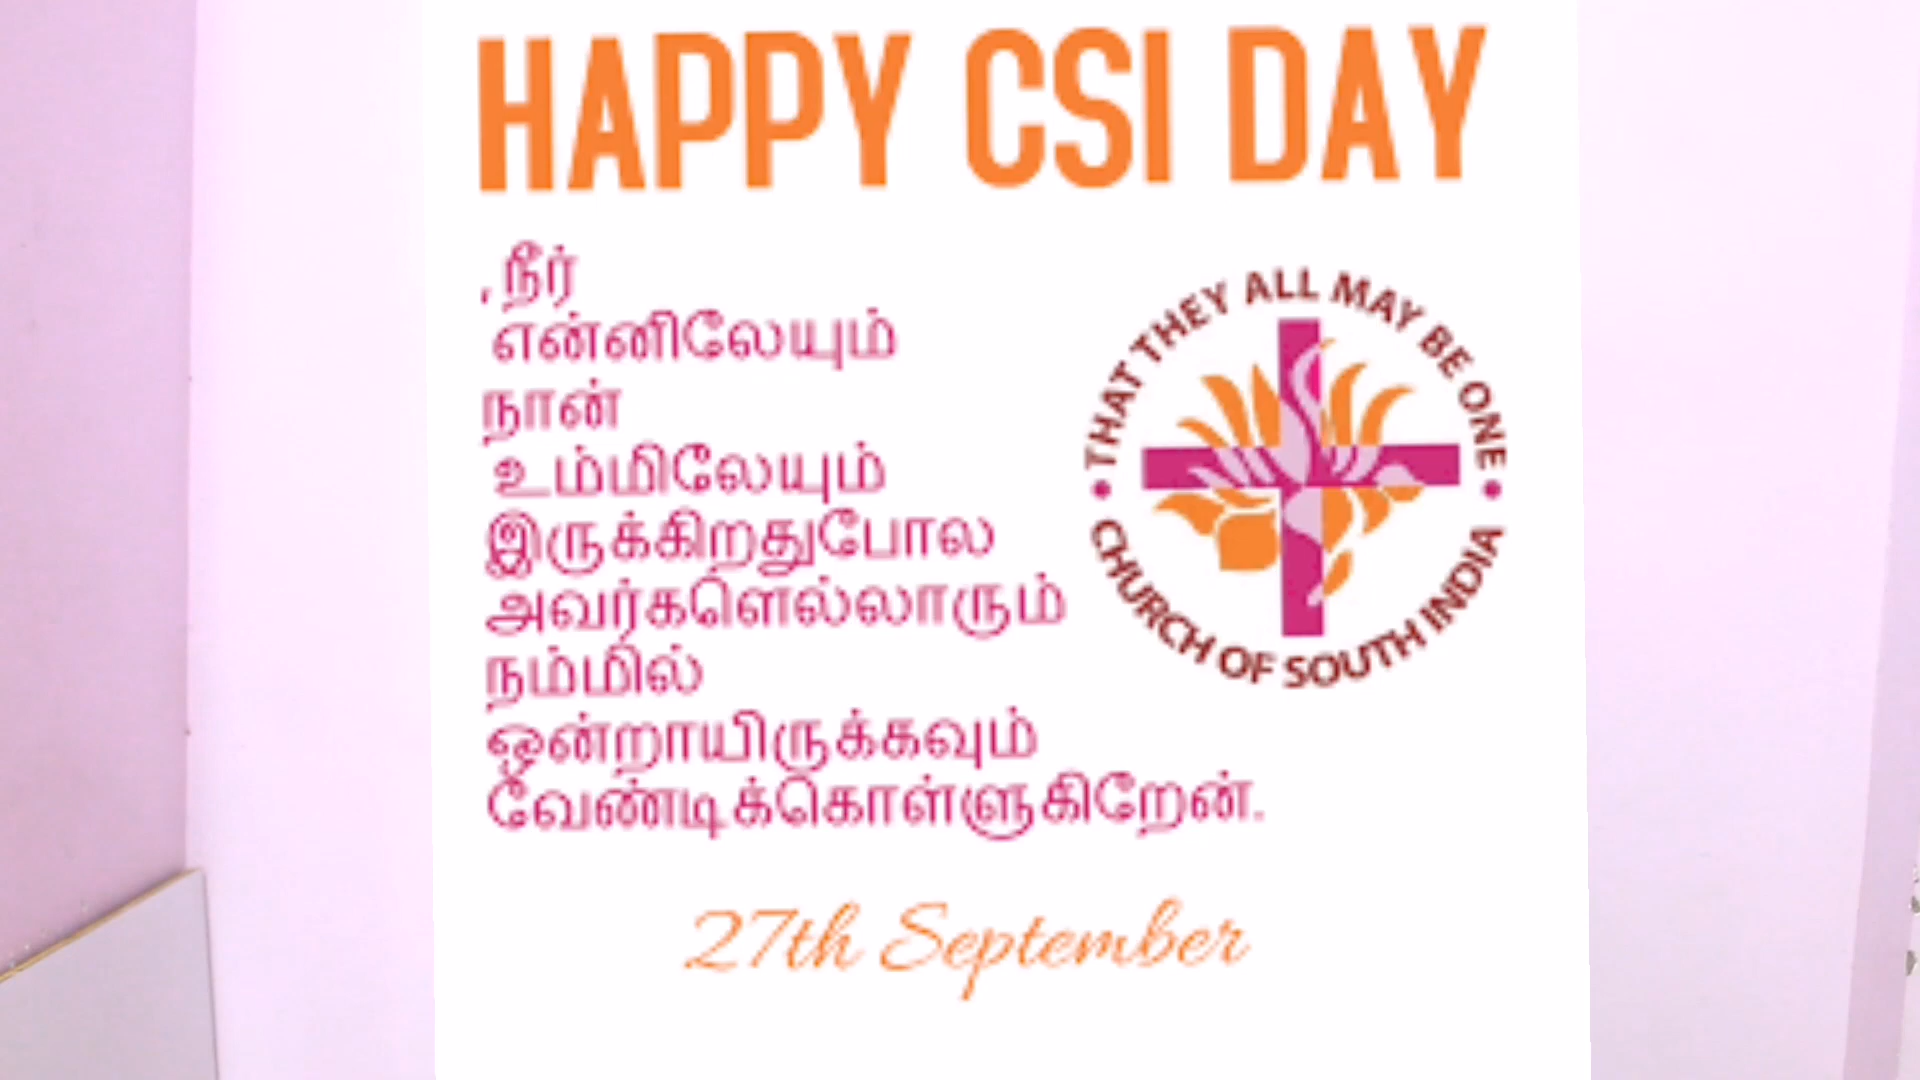 HAPPY CSI DAY
, நீர்
என்னிலேயும்
நான்
உம்மிலேயும்
இருக்கிறதுபோல
அவர்களெல்லாரும்
நம்மில்
ஒன்றாயிருக்கவும்
வேண்டிக்கொள்ளுகிறேன்.
• THAT THEY ALL MAY BE ONE •
CHURCH OF SOUTH INDIA
27th September